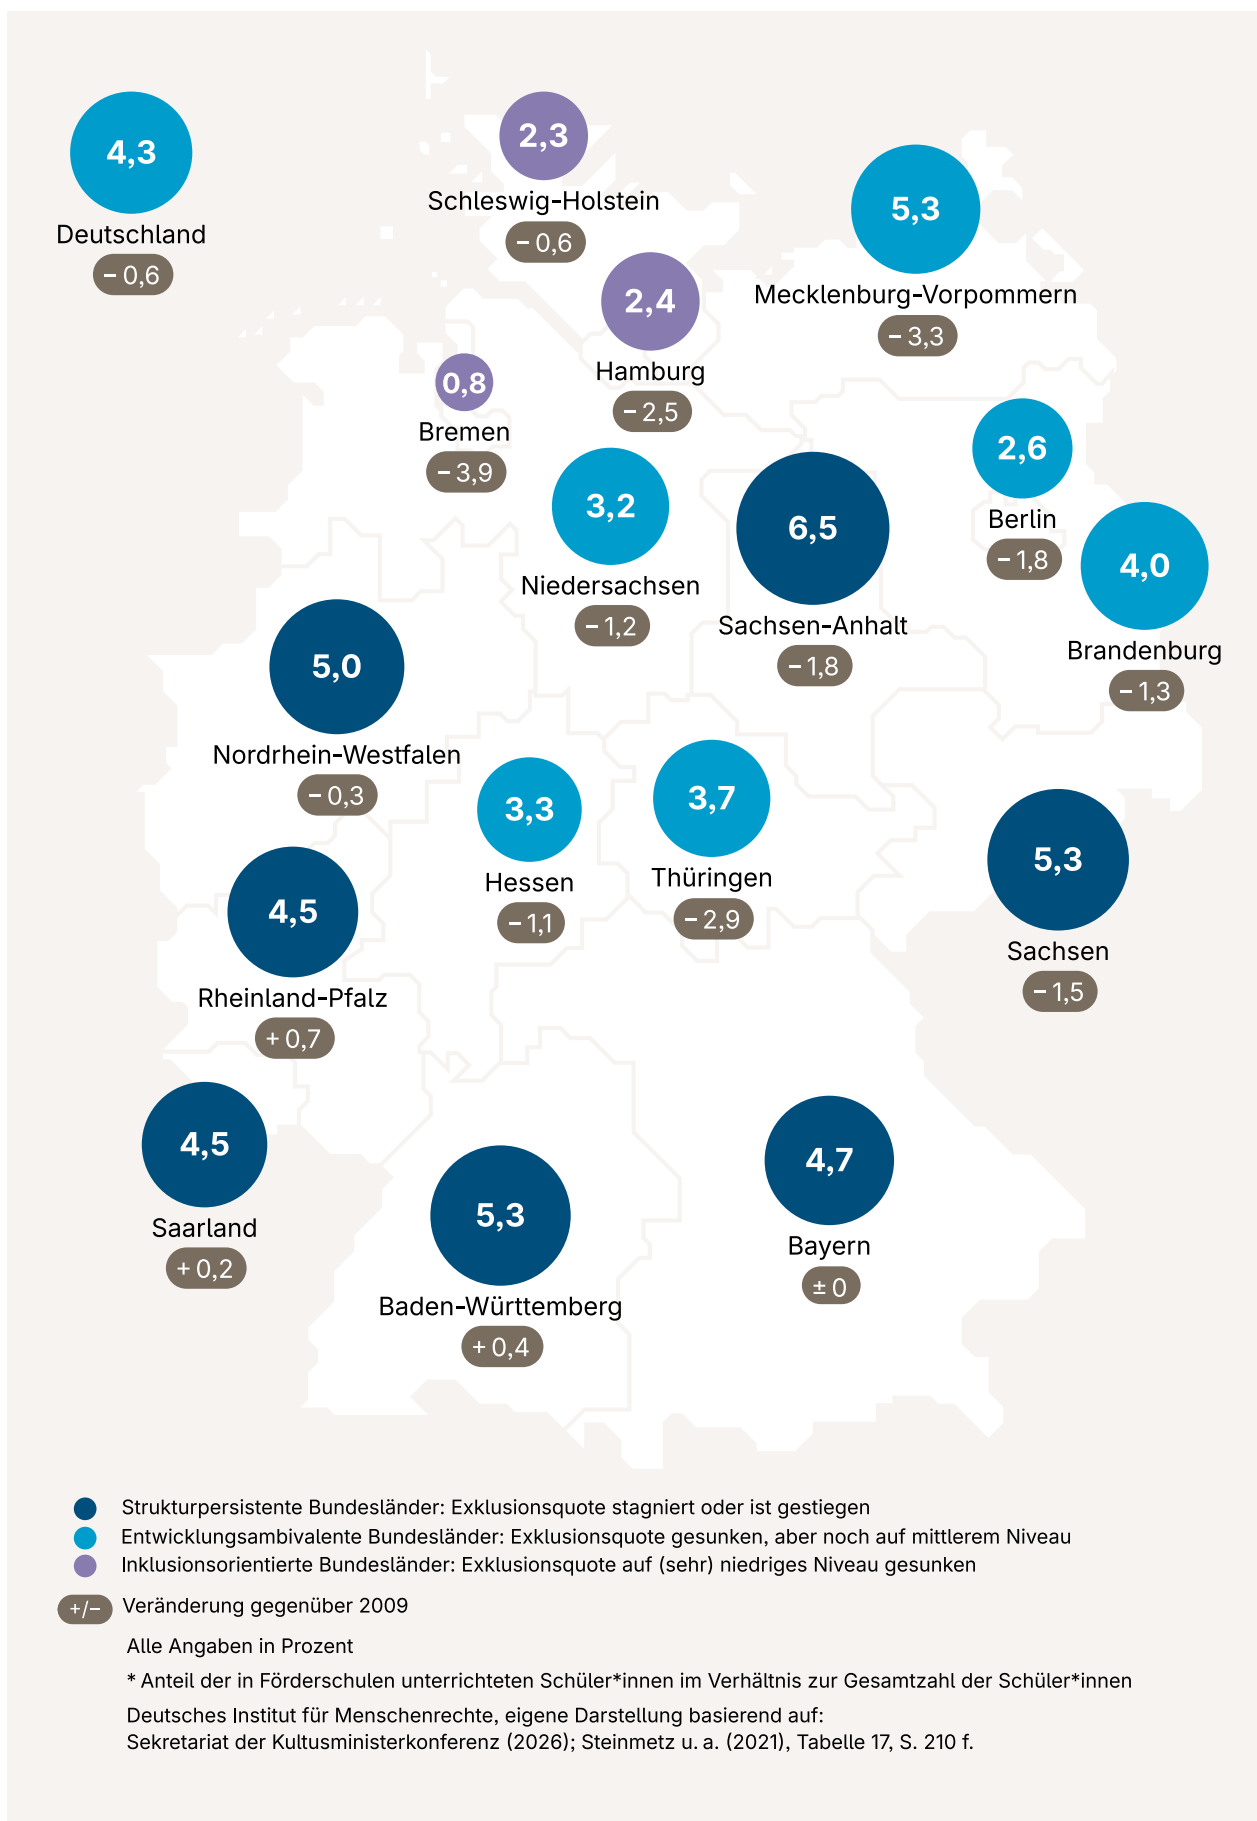 4,3
Deutschland
− 0,6
2,3
Schleswig-Holstein
− 0,6
5,3
Mecklenburg-Vorpommern
− 3,3
2,4
Hamburg
− 2,5
0,8
Bremen
− 3,9
2,6
Berlin
− 1,8
3,2
Niedersachsen
− 1,2
6,5
Sachsen-Anhalt
− 1,8
4,0
Brandenburg
− 1,3
5,0
Nordrhein-Westfalen
− 0,3
3,3
Hessen
− 1,1
3,7
Thüringen
− 2,9
5,3
Sachsen
− 1,5
4,5
Rheinland-Pfalz
+ 0,7
4,5
Saarland
+ 0,2
5,3
Baden-Württemberg
+ 0,4
4,7
Bayern
± 0
Strukturpersistente Bundesländer: Exklusionsquote stagniert oder ist gestiegen
Entwicklungsambivalente Bundesländer: Exklusionsquote gesunken, aber noch auf mittlerem Niveau
Inklusionsorientierte Bundesländer: Exklusionsquote auf (sehr) niedriges Niveau gesunken
+/− Veränderung gegenüber 2009
Alle Angaben in Prozent
* Anteil der in Förderschulen unterrichteten Schüler*innen im Verhältnis zur Gesamtzahl der Schüler*innen
Deutsches Institut für Menschenrechte, eigene Darstellung basierend auf:
Sekretariat der Kultusministerkonferenz (2026); Steinmetz u. a. (2021), Tabelle 17, S. 210 f.